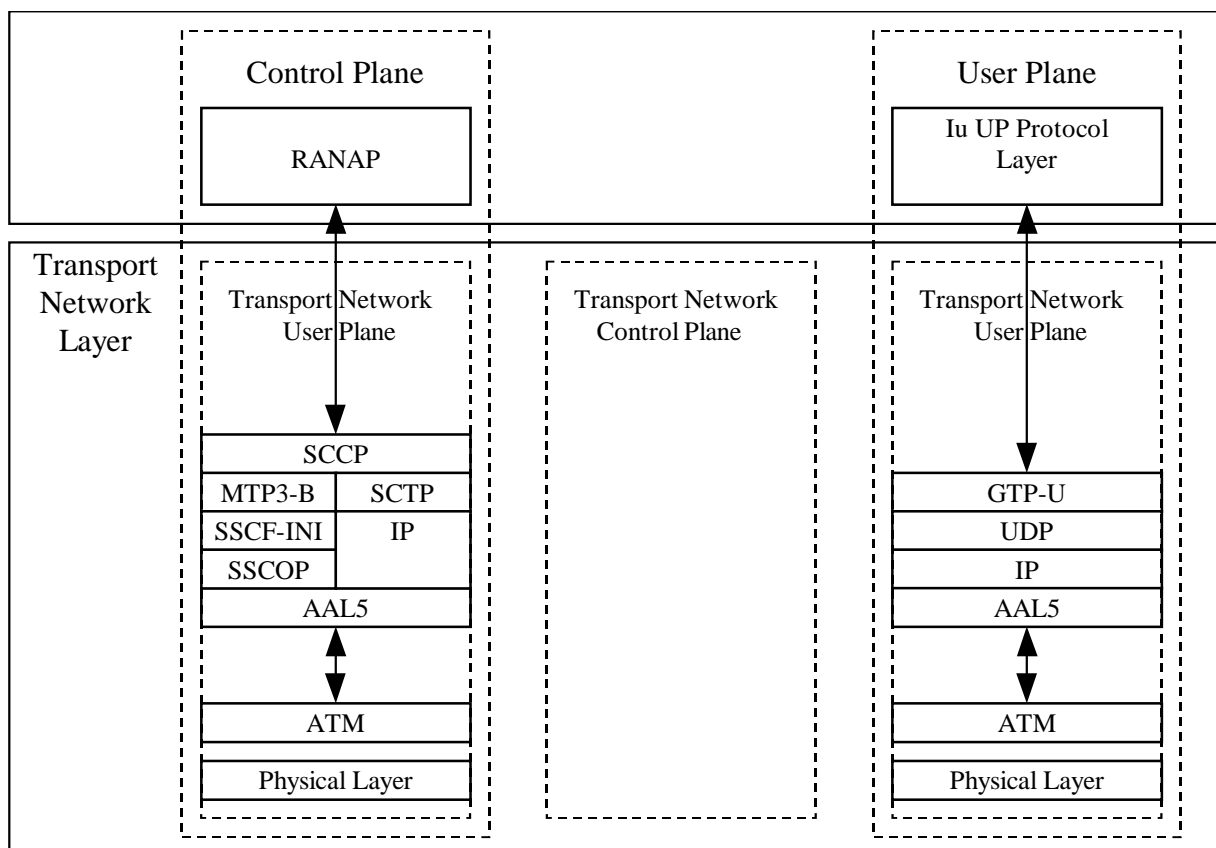 Control Plane
User Plane
RANAP
Iu UP Protocol
Layer
Transport
Network
Layer
Transport Network
User Plane
Transport Network
Control Plane
Transport Network
User Plane
SCCP
MTP3-B
SCTP
SSCF-INI
IP
SSCOP
AAL5
ATM
Physical Layer
GTP-U
UDP
IP
AAL5
ATM
Physical Layer